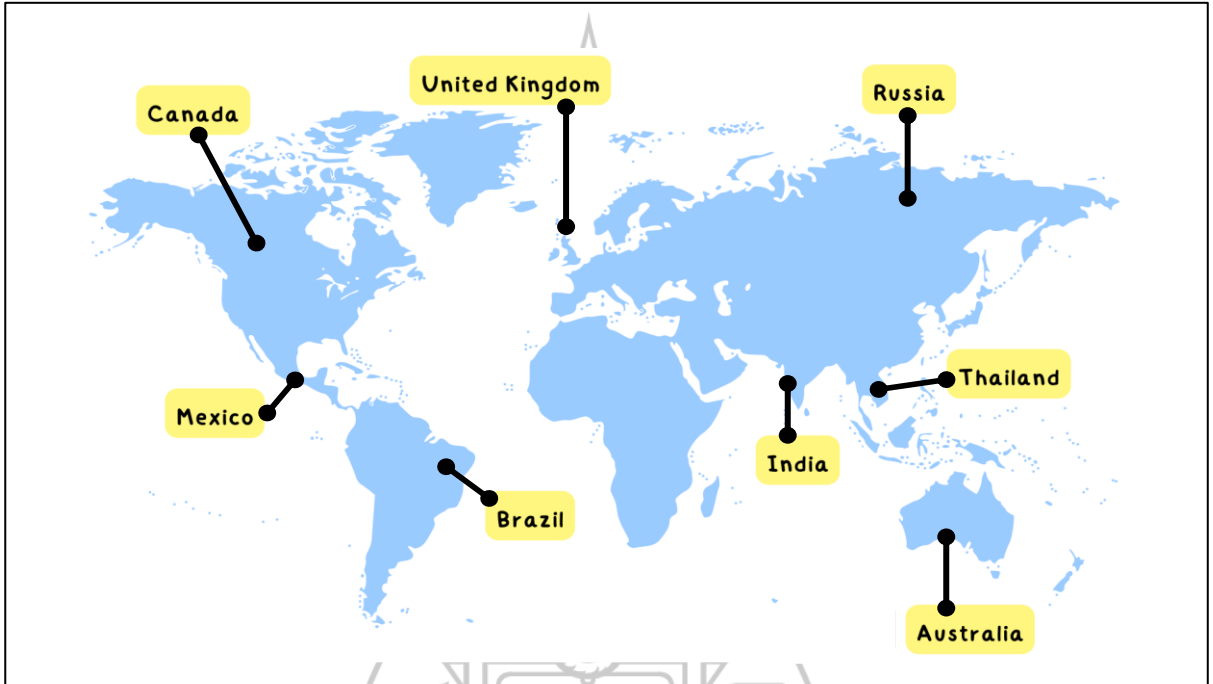 United Kingdom
Russia
Canada
Thailand
Mexico
India
Brazil
Australia